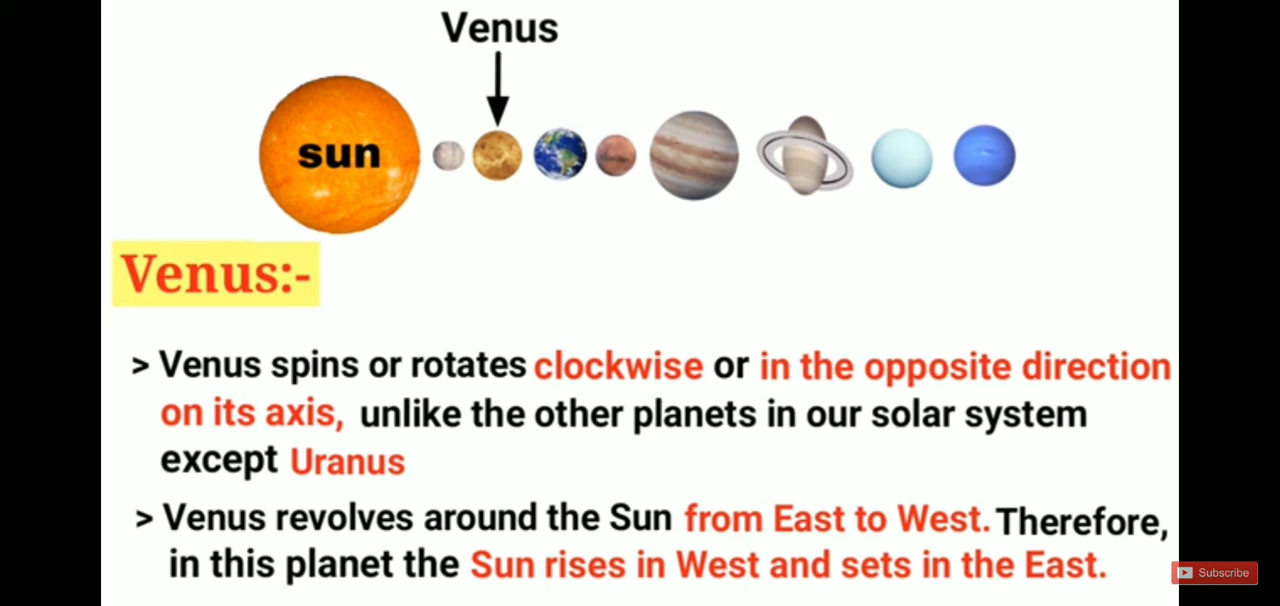 Venus
sun
Venus:-
> Venus spins or rotates clockwise or in the opposite direction
on its axis, unlike the other planets in our solar system
except Uranus
> Venus revolves around the Sun from East to West. Therefore,
in this planet the Sun rises in West and sets in the East.
Subscribe